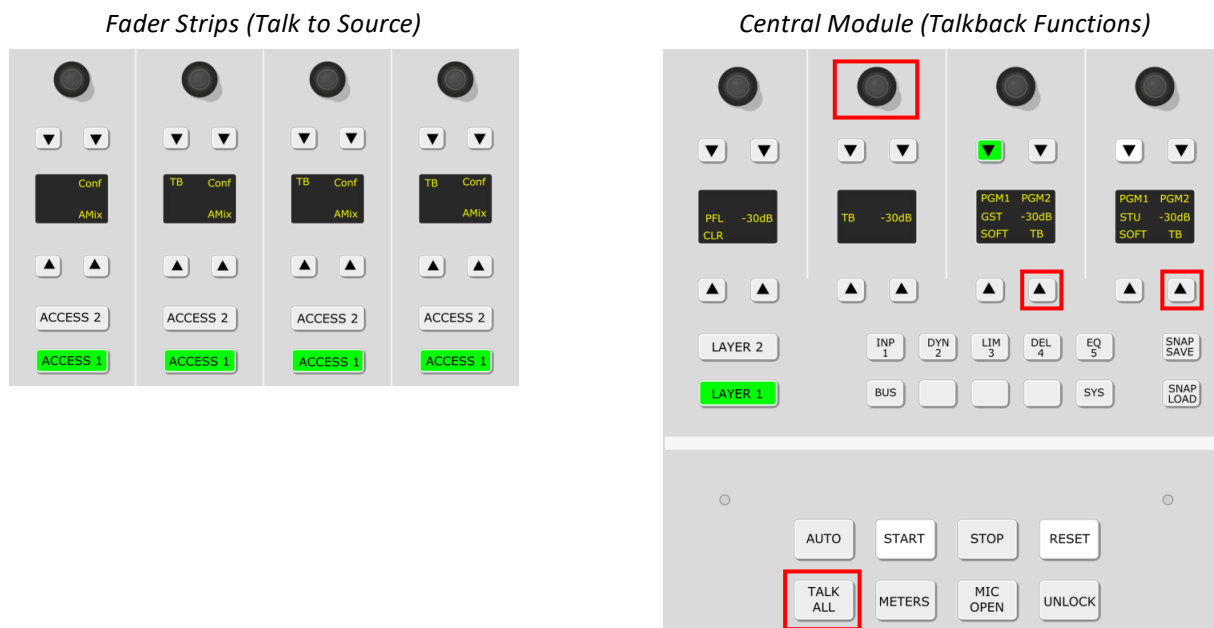 Fader Strips (Talk to Source)
Conf
AMix
TB Conf
AMix
TB Conf
AMix
TB Conf
AMix
ACCESS 2 ACCESS 2 ACCESS 2 ACCESS 2
ACCESS 1 ACCESS 1 ACCESS 1 ACCESS 1
Central Module (Talkback Functions)
PFL -30dB
CLR
TB -30dB
PGM1 PGM2
GST -30dB
SOFT TB
PGM1 PGM2
STU -30dB
SOFT TB
LAYER 2
INP
1
DYN
2
LIM
3
DEL
4
EQ
5
SNAP
SAVE
LAYER 1
BUS
SYS
SNAP
LOAD
AUTO START STOP RESET
TALK
ALL
METERS
MIC
OPEN
UNLOCK